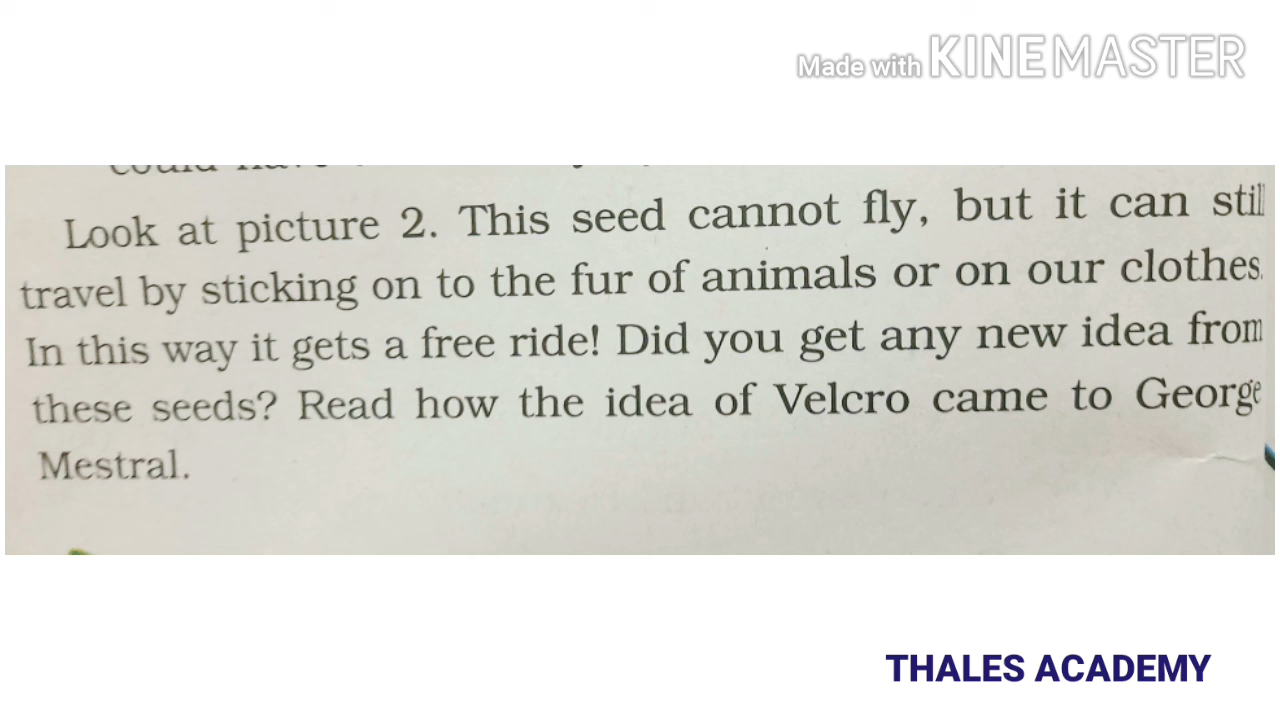 Made with KINEMASTER
Look at picture 2. This seed cannot fly, but it can still
travel by sticking on to the fur of animals or on our clothes.
In this way it gets a free ride! Did you get any new idea from
these seeds? Read how the idea of Velcro came to George
Mestral.
THALES ACADEMY